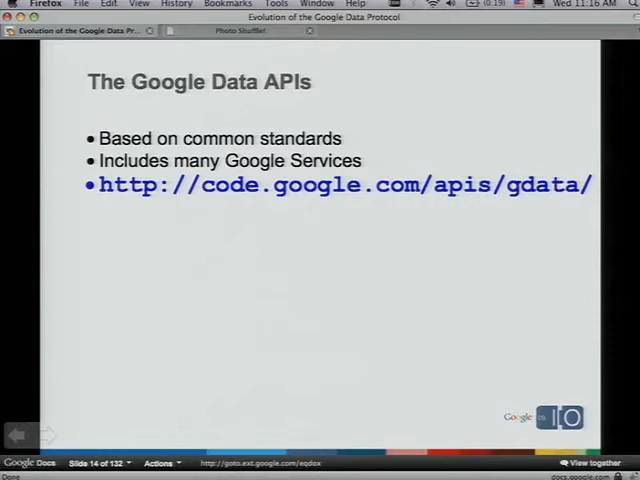 Firefox File Edit View History Bookmarks Tools Window Help (0:19) Wed 11:16 AM
Evolution of the Google Data Protocol
Evolution of the Google Data Pr... Photo Shuffle!
The Google Data APIs
Based on common standards
Includes many Google Services
http://code.google.com/apis/gdata/
Google IO
Google Docs Slide 14 of 132 Actions http://goto.ext.google.com/eqdox View together
Done docs.google.com